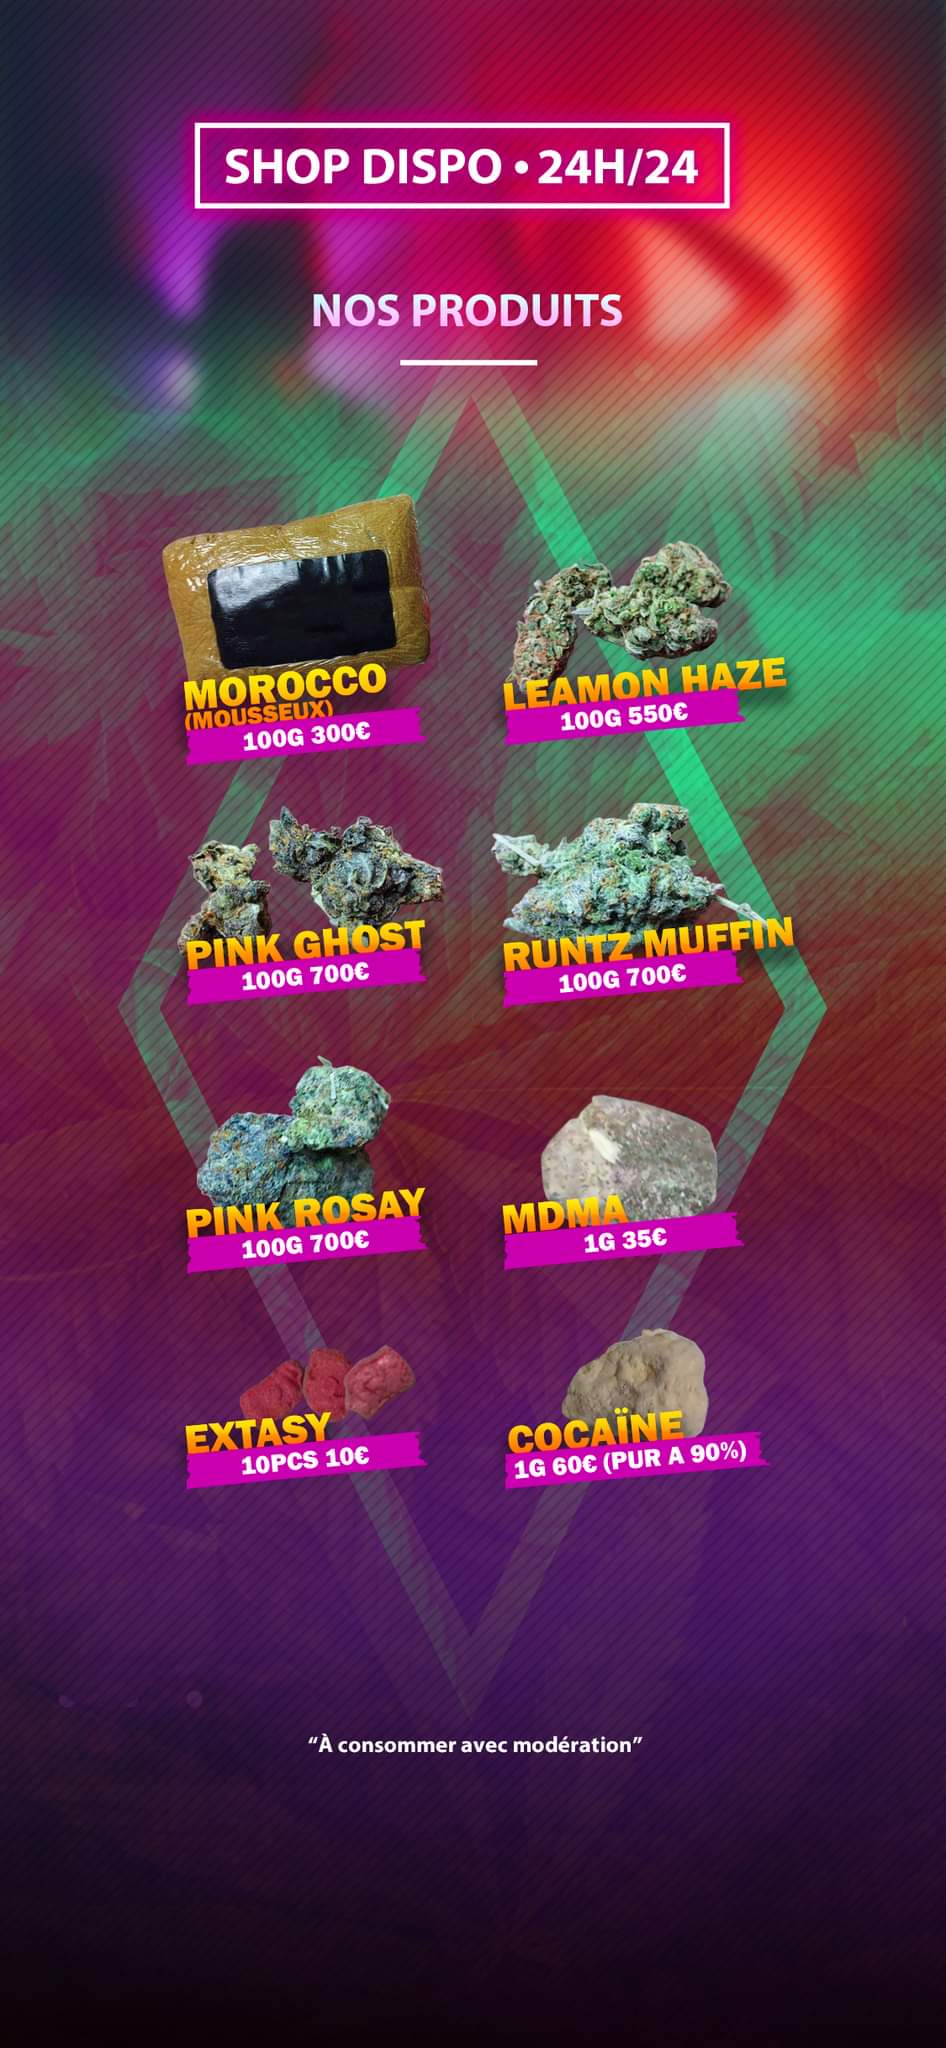 SHOP DISPO • 24H/24
NOS PRODUITS
MOROCCO
(MOUSSEUX)
100G 300€
LEAMON HAZE
100G 550€
PINK GHOST
100G 700€
RUNTZ MUFFIN
100G 700€
PINK ROSAY
100G 700€
MDMA
1G 35€
EXTASY
10PCS 10€
COCAÏNE
1G 60€ (PUR A 90%)
“À consommer avec modération”